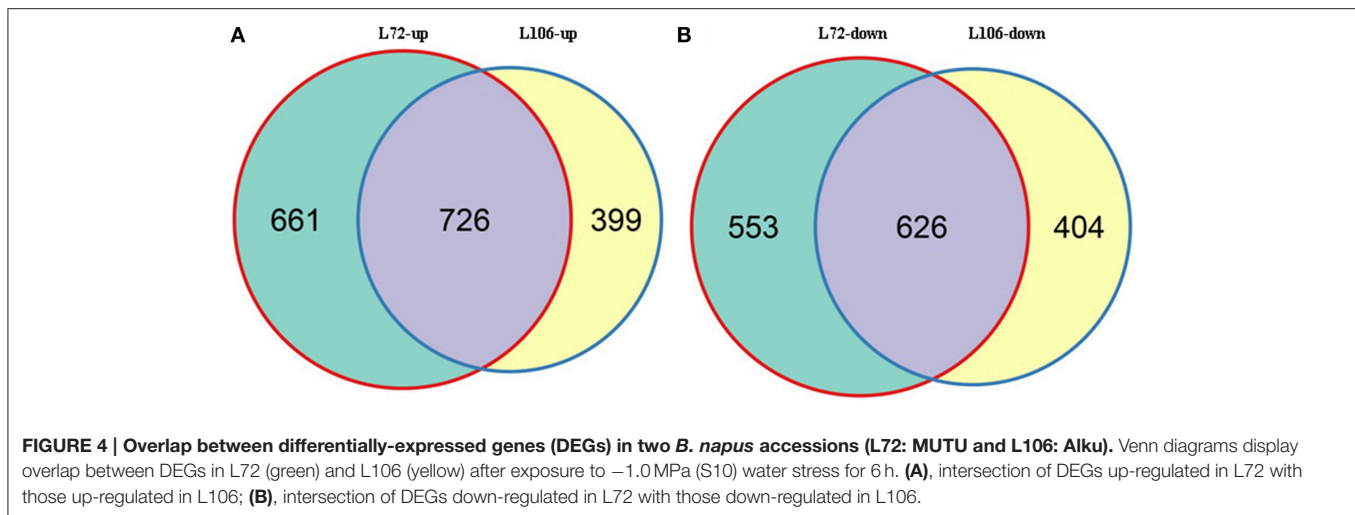 A L72-up L106-up
661 726 399
B L72-down L106-down
553 626 404
FIGURE 4 | Overlap between differentially-expressed genes (DEGs) in two B. napus accessions (L72: MUTU and L106: Alku). Venn diagrams display
overlap between DEGs in L72 (green) and L106 (yellow) after exposure to −1.0 MPa (S10) water stress for 6 h. (A), intersection of DEGs up-regulated in L72 with
those up-regulated in L106; (B), intersection of DEGs down-regulated in L72 with those down-regulated in L106.